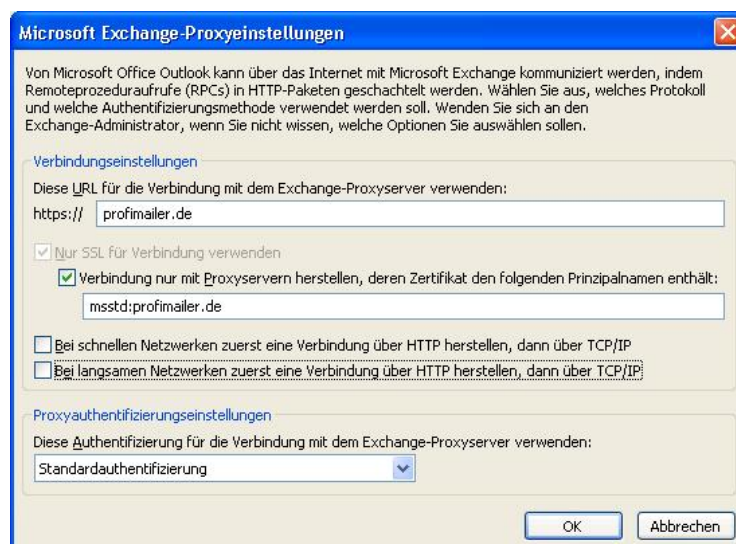 Microsoft Exchange-Proxyeinstellungen
Von Microsoft Office Outlook kann über das Internet mit Microsoft Exchange kommuniziert werden, indem
Remoteprozeduraufrufe (RPCs) in HTTP-Paketen geschachtelt werden. Wählen Sie aus, welches Protokoll
und welche Authentifizierungsmethode verwendet werden soll. Wenden Sie sich an den
Exchange-Administrator, wenn Sie nicht wissen, welche Optionen Sie auswählen sollen.
Verbindungseinstellungen
Diese URL für die Verbindung mit dem Exchange-Proxyserver verwenden:
https:// profimailer.de
Nur SSL für Verbindung verwenden
Verbindung nur mit Proxyservern herstellen, deren Zertifikat den folgenden Prinzipalnamen enthält:
msstd:profimailer.de
Bei schnellen Netzwerken zuerst eine Verbindung über HTTP herstellen, dann über TCP/IP
Bei langsamen Netzwerken zuerst eine Verbindung über HTTP herstellen, dann über TCP/IP
Proxyauthentifizierungseinstellungen
Diese Authentifizierung für die Verbindung mit dem Exchange-Proxyserver verwenden:
Standardauthentifizierung
OK Abbrechen